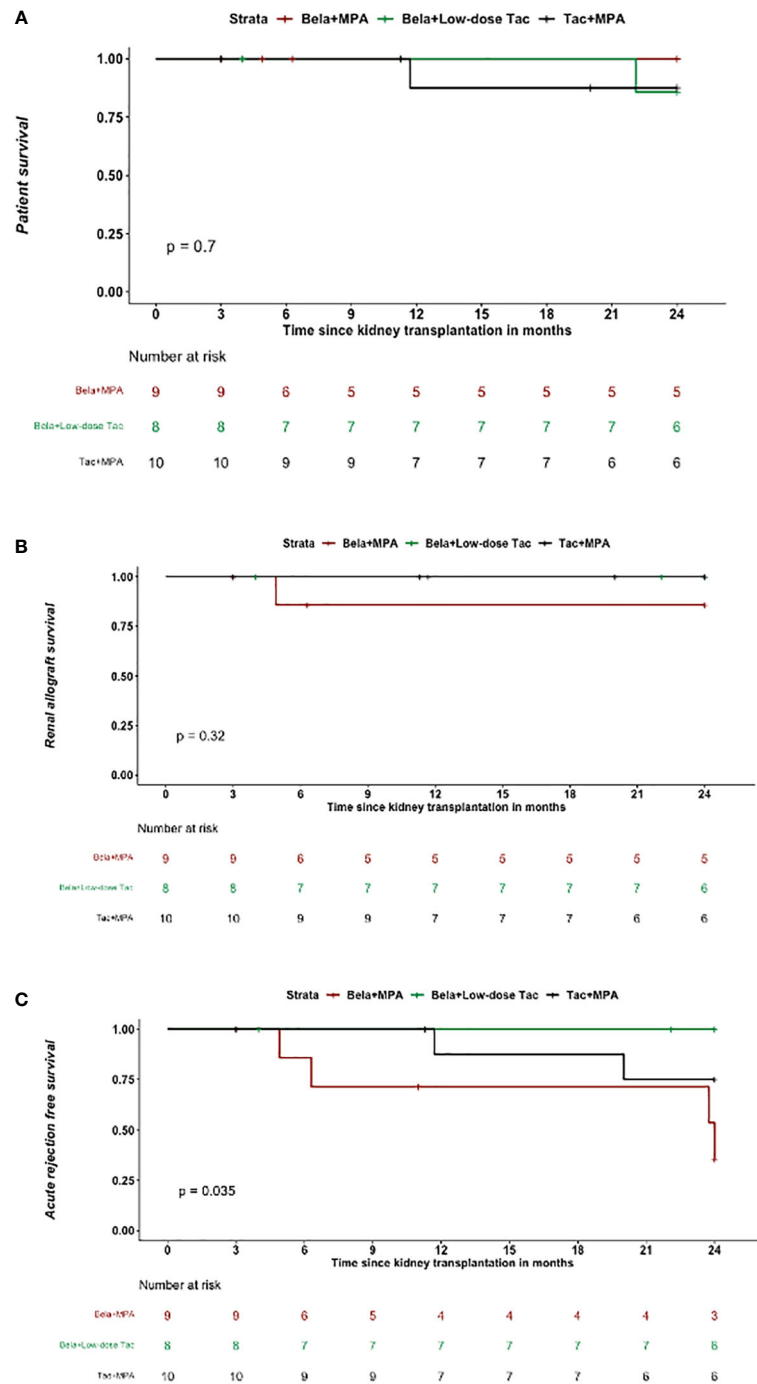 A
Strata Bela+MPA Bela+Low-dose Tac Tac+MPA
Patient survival
1.00
0.75
0.50
0.25
0.00
p = 0.7
0 3 6 9 12 15 18 21 24
Time since kidney transplantation in months
Number at risk
Bela+MPA 9 9 6 5 5 5 5 5 5
Bela+Low-dose Tac 8 8 7 7 7 7 7 7 6
Tac+MPA 10 10 9 9 7 7 7 6 6
B
Strata Bela+MPA Bela+Low-dose Tac Tac+MPA
Renal allograft survival
1.00
0.75
0.50
0.25
0.00
p = 0.32
0 3 6 9 12 15 18 21 24
Time since kidney transplantation in months
Number at risk
Bela+MPA 9 9 6 5 5 5 5 5 5
Bela+Low-dose Tac 8 8 7 7 7 7 7 7 6
Tac+MPA 10 10 9 9 7 7 7 6 6
C
Strata Bela+MPA Bela+Low-dose Tac Tac+MPA
Acute rejection free survival
1.00
0.75
0.50
0.25
0.00
p = 0.035
0 3 6 9 12 15 18 21 24
Time since kidney transplantation in months
Number at risk
Bela+MPA 9 9 6 5 4 4 4 4 3
Bela+Low-dose Tac 8 8 7 7 7 7 7 7 6
Tac+MPA 10 10 9 9 7 7 7 6 6